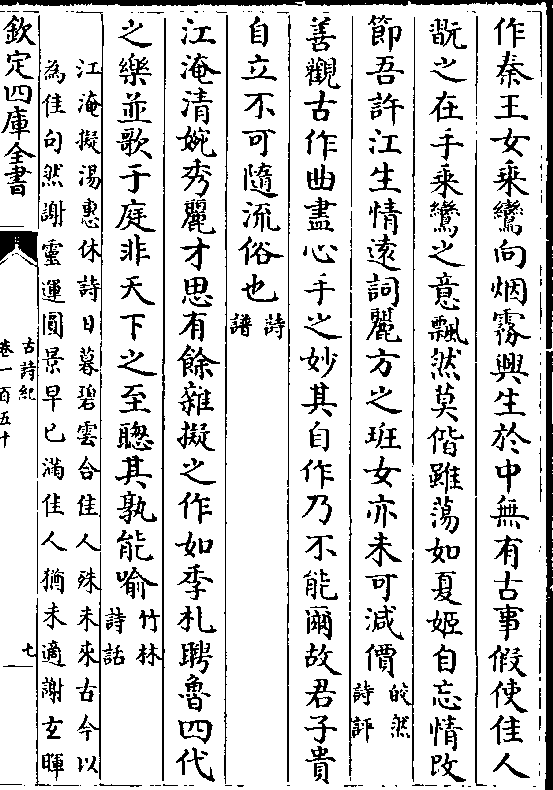 作秦王女乘鸞向烟霧興生於中無有古事假使佳人
翫之在手乘鸞之意飄然莫偕雖蕩如夏姬自忘情改
節吾許江生情遠詞麗方之班女亦未可減價皎然
詩評
善觀古作曲盡心手之妙其自作乃不能爾故君子貴
自立不可隨流俗也詩
譜
江淹清婉秀麗才思有餘雜擬之作如季札聘魯四代
之樂並歌于庭非天下之至聰其孰能喻竹林
詩話
江淹擬湯惠休詩日暮碧雲合佳人殊未來古今以
為佳句然謝靈運圓景早已滿佳人猶未適謝玄暉
欽定四庫全書
古詩紀
卷一百五十
七